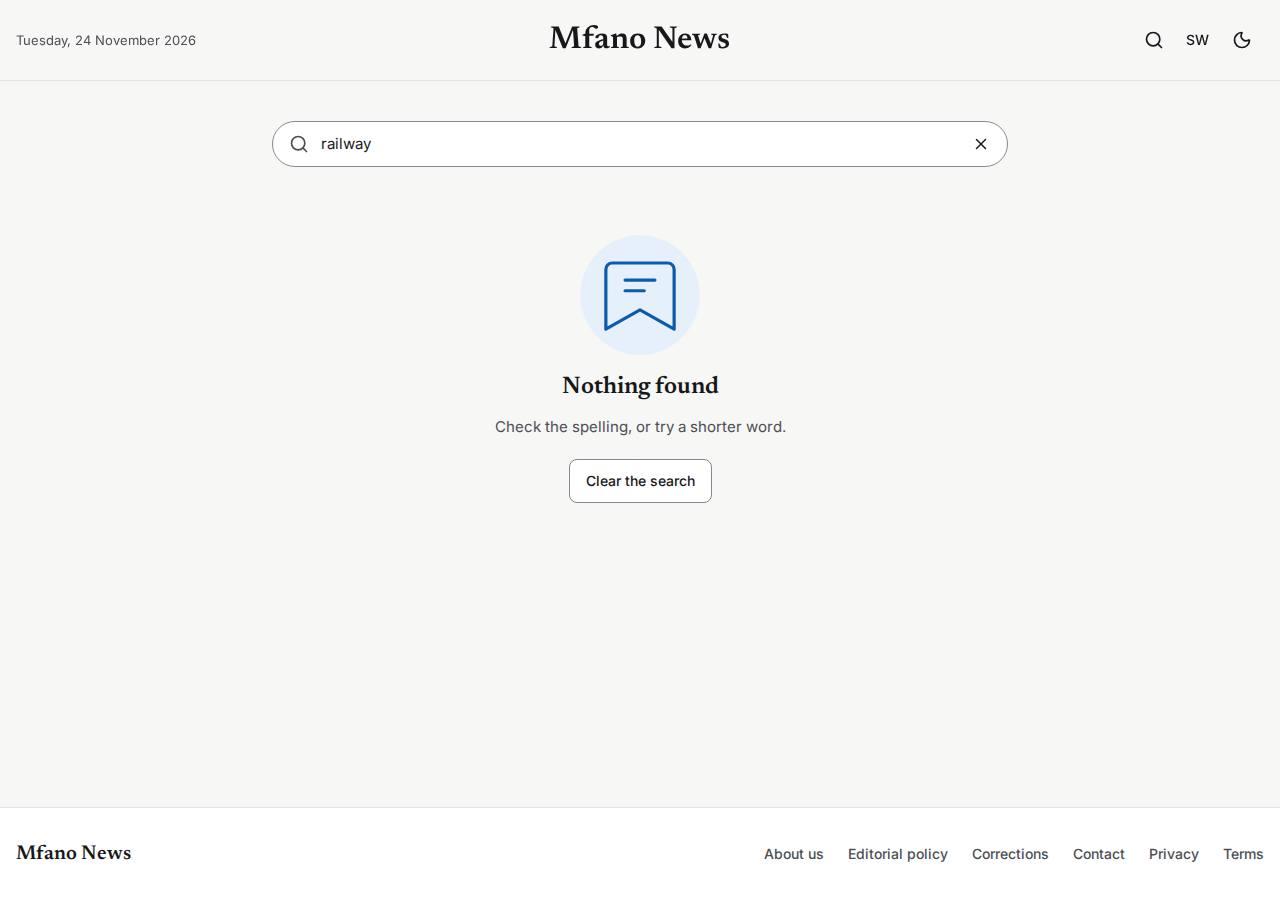 Tuesday, 24 November 2026
Mfano News
SW
railway
Nothing found
Check the spelling, or try a shorter word.
Clear the search
Mfano News
About us
Editorial policy
Corrections
Contact
Privacy
Terms